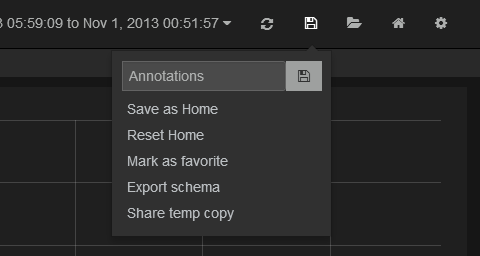 05:59:09 to Nov 1, 2013 00:51:57
Annotations
Save as Home
Reset Home
Mark as favorite
Export schema
Share temp copy